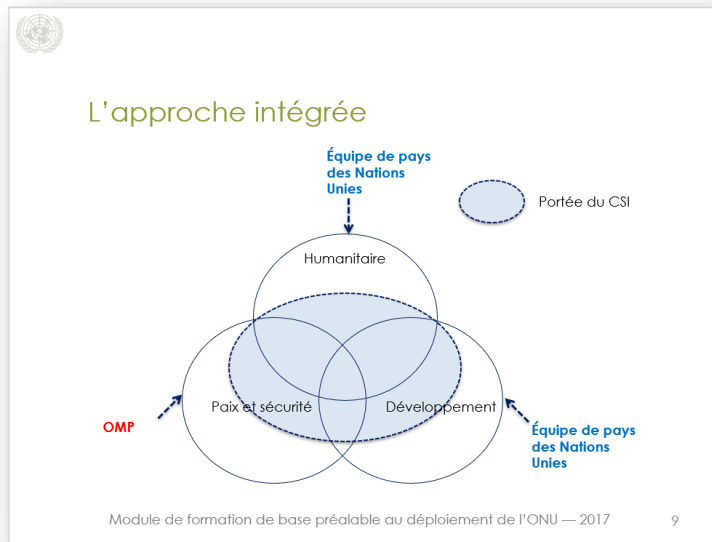 L'approche intégrée
Équipe de pays
des Nations
Unies
Portée du CSI
Humanitaire
Paix et sécurité
Développement
OMP
Équipe de pays
des Nations
Unies
Module de formation de base préalable au déploiement de l'ONU — 2017
9